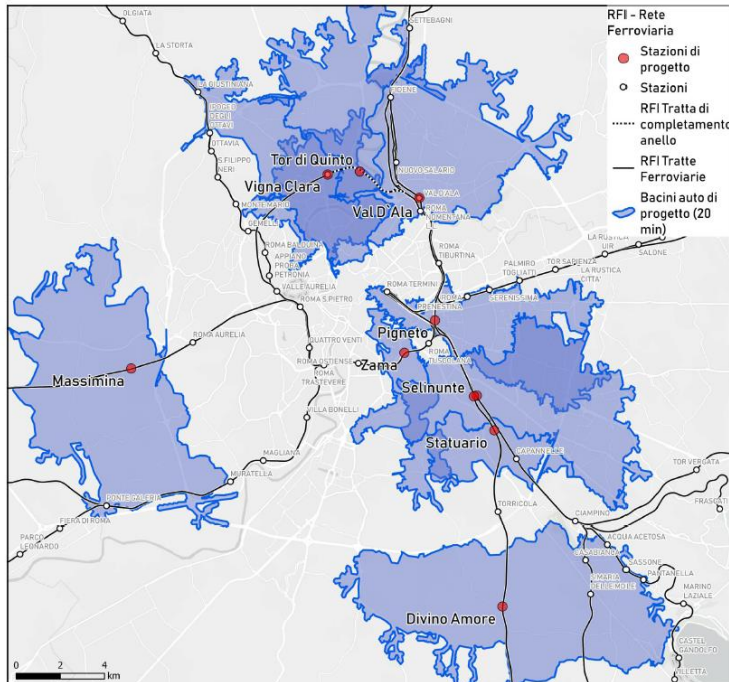 RFI - Rete
Ferroviaria
Stazioni di
progetto
Stazioni
RFI Tratta di
completamento
anello
RFI Tratte
Ferroviarie
Bacini auto di
progetto (20
min)
OLGIATA
SETTEBAGNI
LA STORTA
LA GIUSTINIANA
FIDENE
IPOGEO
DEGLI
OTTAVI
OTTAVIA
S.FILIPPO
NERI
Tor di Quinto
NUOVO SALARIO
Vigna Clara
MONTE MARIO
VAL D'ALA
Val D'Ala
ROMA
NOMENTANA
GEMELLI
ROMA BALDUINA
APPIANO
PROBA
PETRONIA
VALLE AURELIA
ROMA
TIBURTINA
LA RUSTICA
UIR
SALONE
PALMIRO
TOGLIATTI
TOR SAPIENZA
LA RUSTICA
CITTA'
ROMA TERMINI
ROMA
PRENESTINA
SERENISSIMA
ROMA S.PIETRO
Pigneto
ROMA AURELIA
QUATTRO VENTI
ROMA OSTIENSE
ROMA
TRASTEVERE
Zama
ROMA
TUSCOLANA
Massimina
Selinunte
VILLA BONELLI
Statuario
MAGLIANA
CAPANNELLE
MURATELLA
TOR VERGATA
PONTE GALERIA
TORRICOLA
FRASCATI
FIERA DI ROMA
CIAMPINO
PARCO
LEONARDO
ACQUA ACETOSA
CASABIANCA
SASSONE
PANTANELLA
S.MARIA
DELLE MOLE
MARINO
LAZIALE
Divino Amore
CASTEL
GANDOLFO
VILLETTA
0 2 4
km